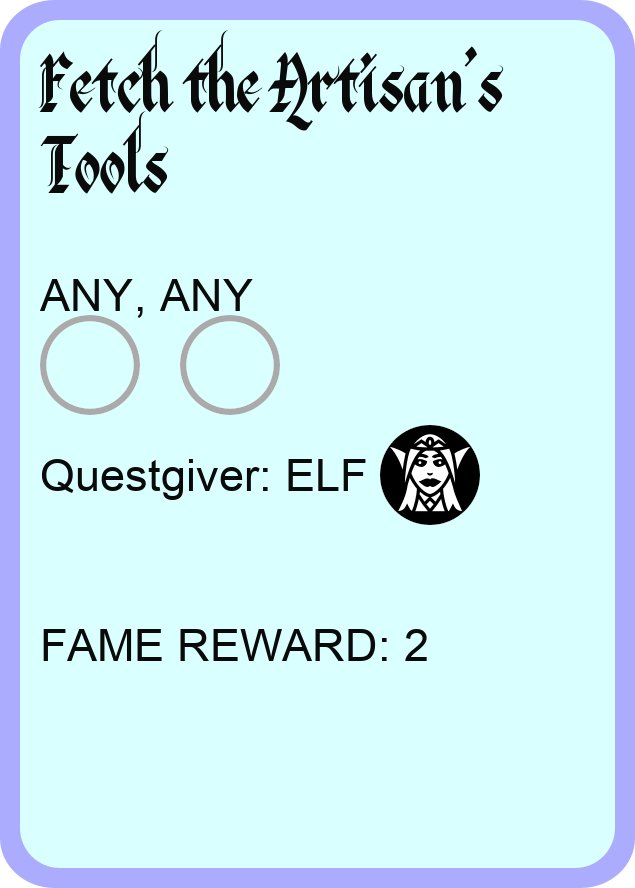 Fetch the Artisan's
Tools
ANY, ANY
Questgiver: ELF
FAME REWARD: 2